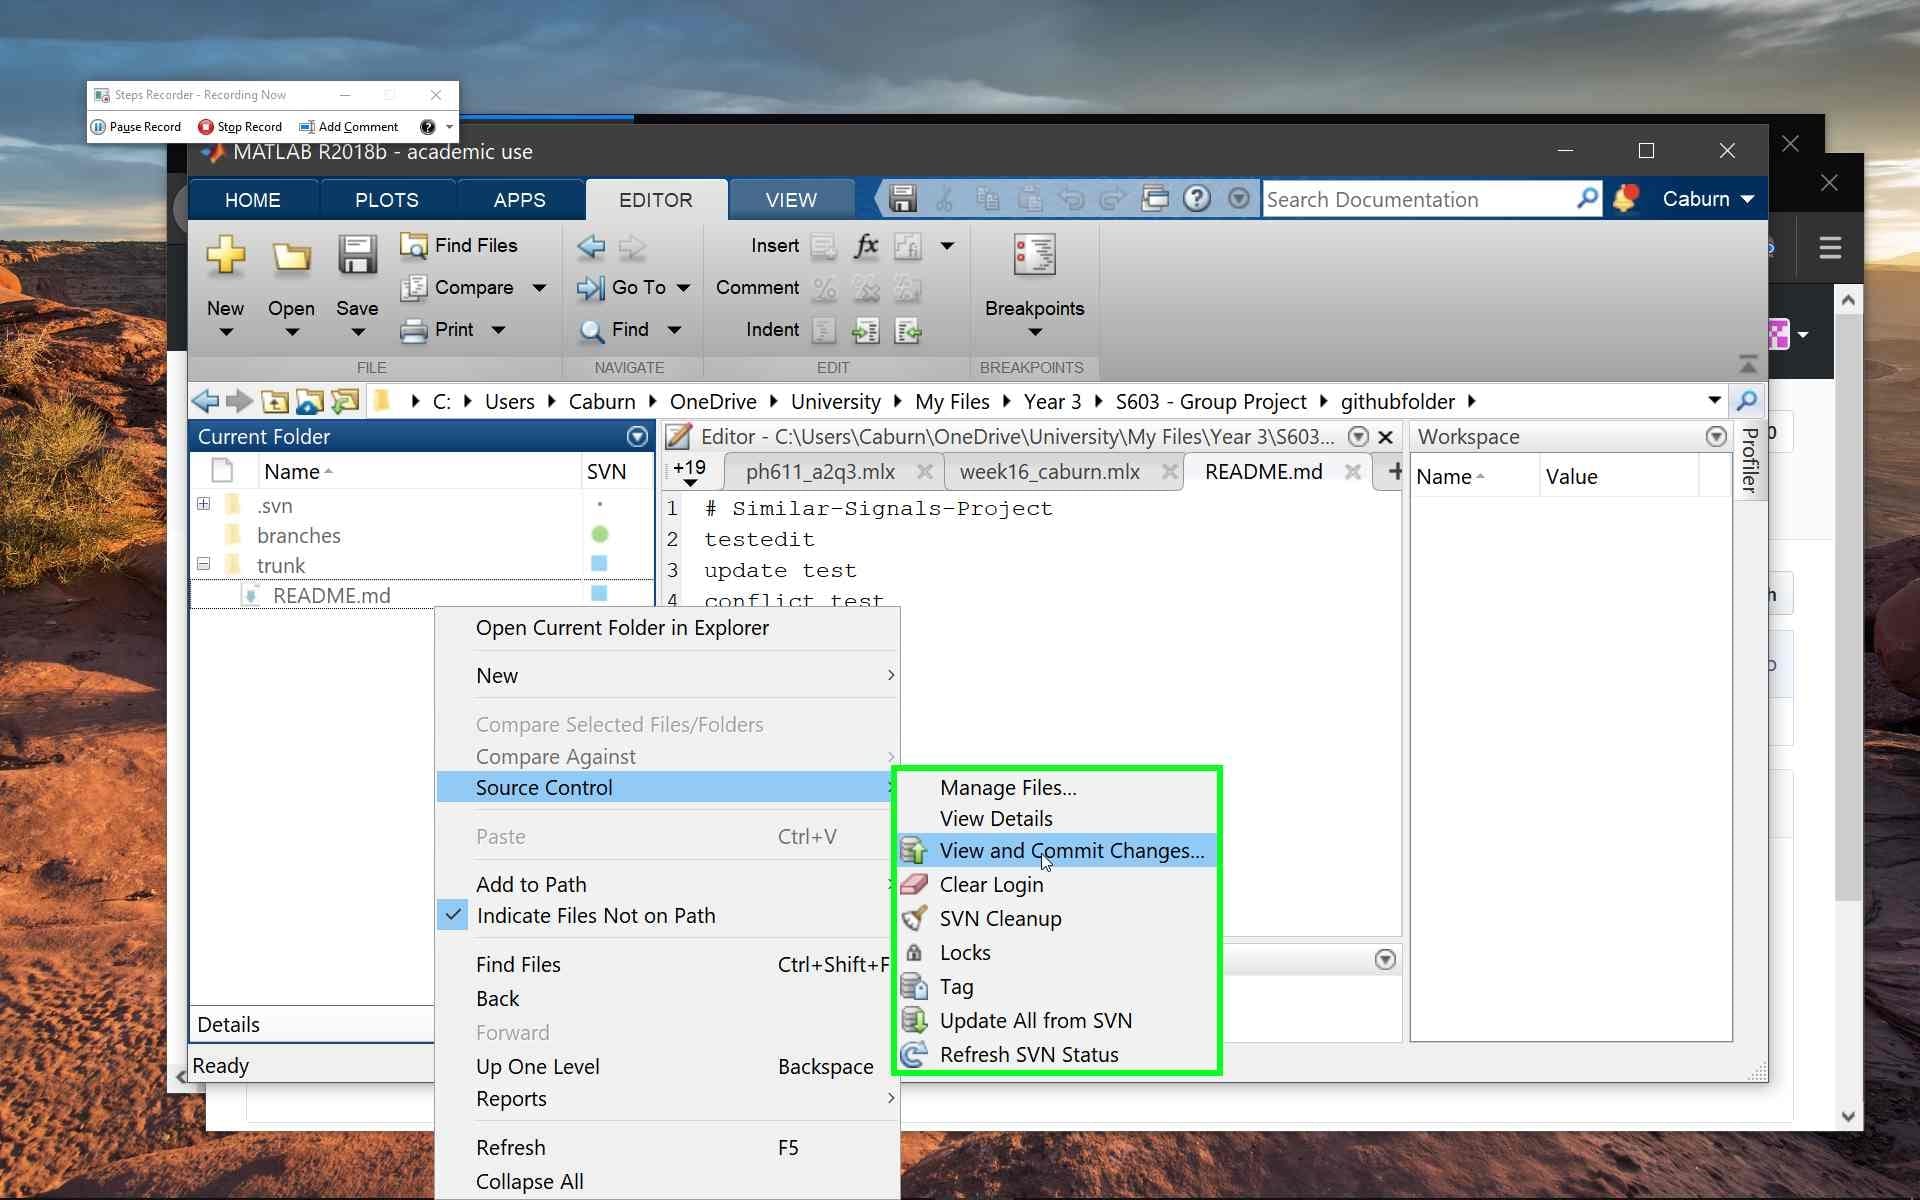 Steps Recorder - Recording Now
Pause Record Stop Record Add Comment
MATLAB R2018b - academic use
HOME PLOTS APPS EDITOR VIEW Search Documentation Caburn
New Open Save Find Files Compare Print
Go To Find
Insert fx fi
Comment
Indent
Breakpoints
FILE NAVIGATE EDIT BREAKPOINTS
C: Users Caburn OneDrive University My Files Year 3 S603 - Group Project githubfolder
Current Folder
Name SVN
.svn
branches
trunk
README.md
Details
Ready
Editor - C:\Users\Caburn\OneDrive\University\My Files\Year 3\S603...
+19 ph611_a2q3.mlx week16_caburn.mlx README.md
1 # Similar-Signals-Project
2 testedit
3 update test
4 conflict test
Workspace
Name Value
Profiler
Open Current Folder in Explorer
New
Compare Selected Files/Folders
Compare Against
Source Control
Paste Ctrl+V
Add to Path
Indicate Files Not on Path
Find Files Ctrl+Shift+F
Back
Forward
Up One Level Backspace
Reports
Refresh F5
Collapse All
Manage Files...
View Details
View and Commit Changes...
Clear Login
SVN Cleanup
Locks
Tag
Update All from SVN
Refresh SVN Status